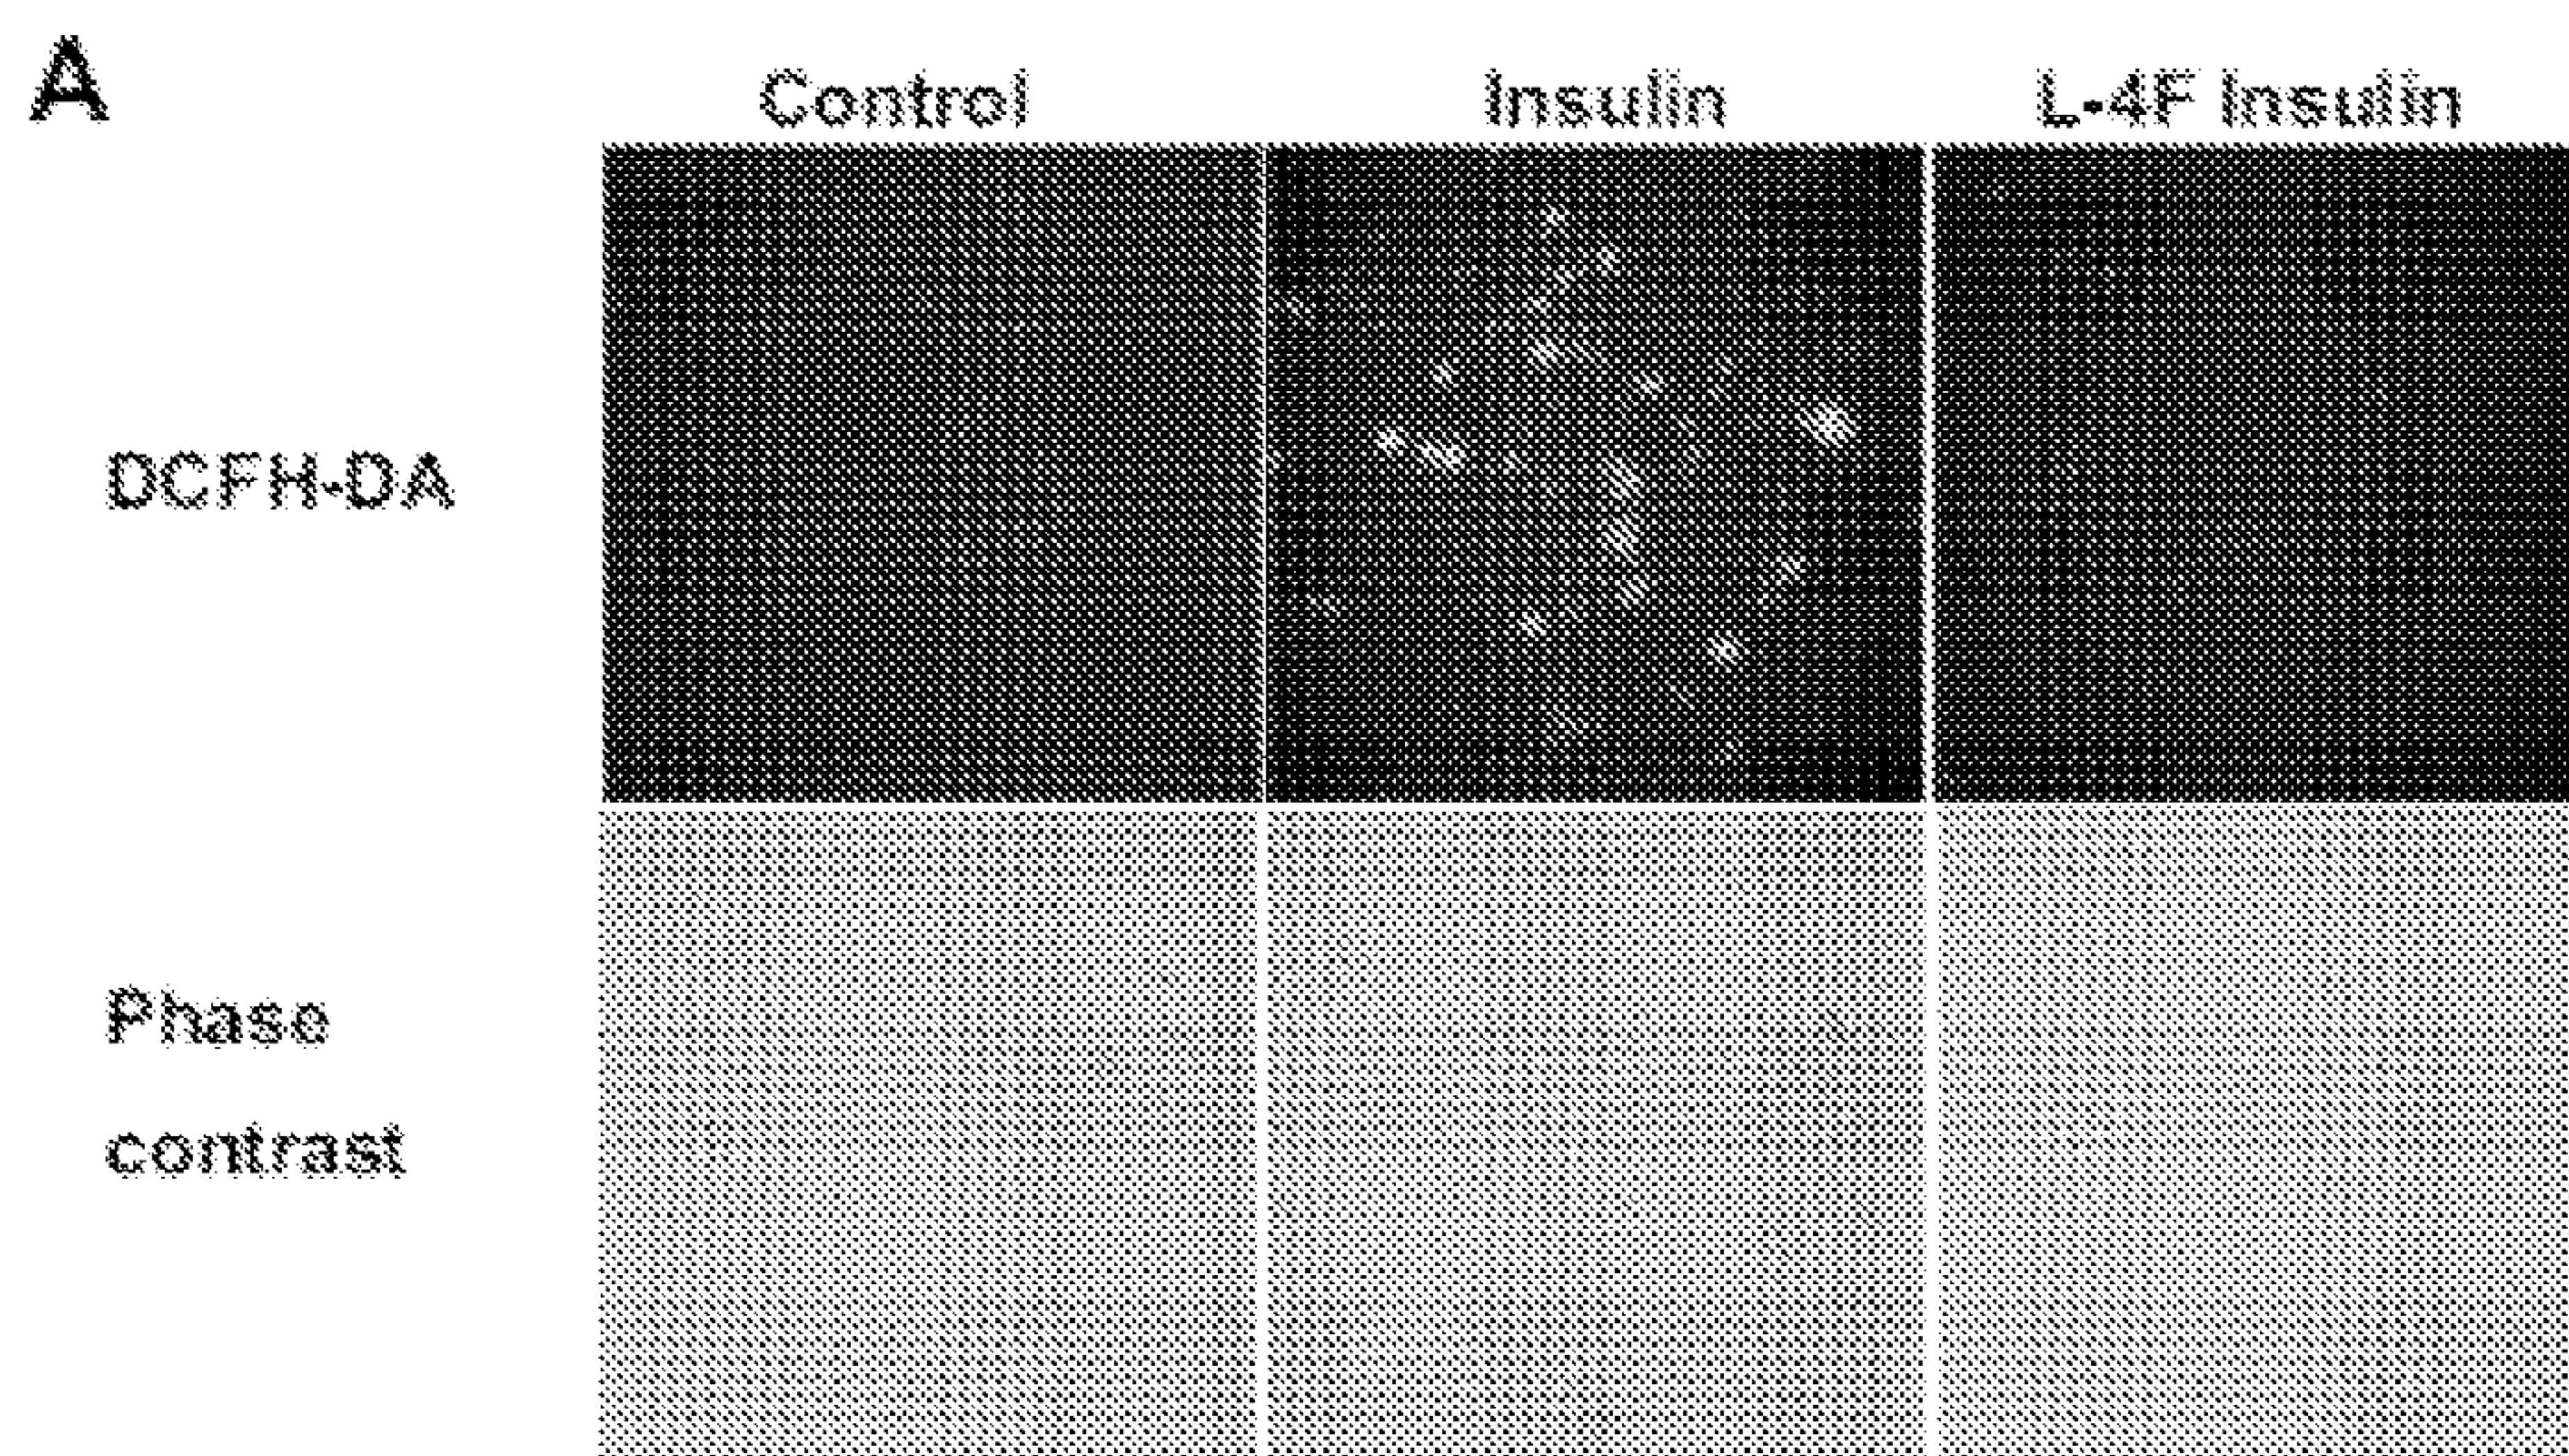 A
Control Insulin L-4F Insulin
DCFH-DA
Phase
contrast